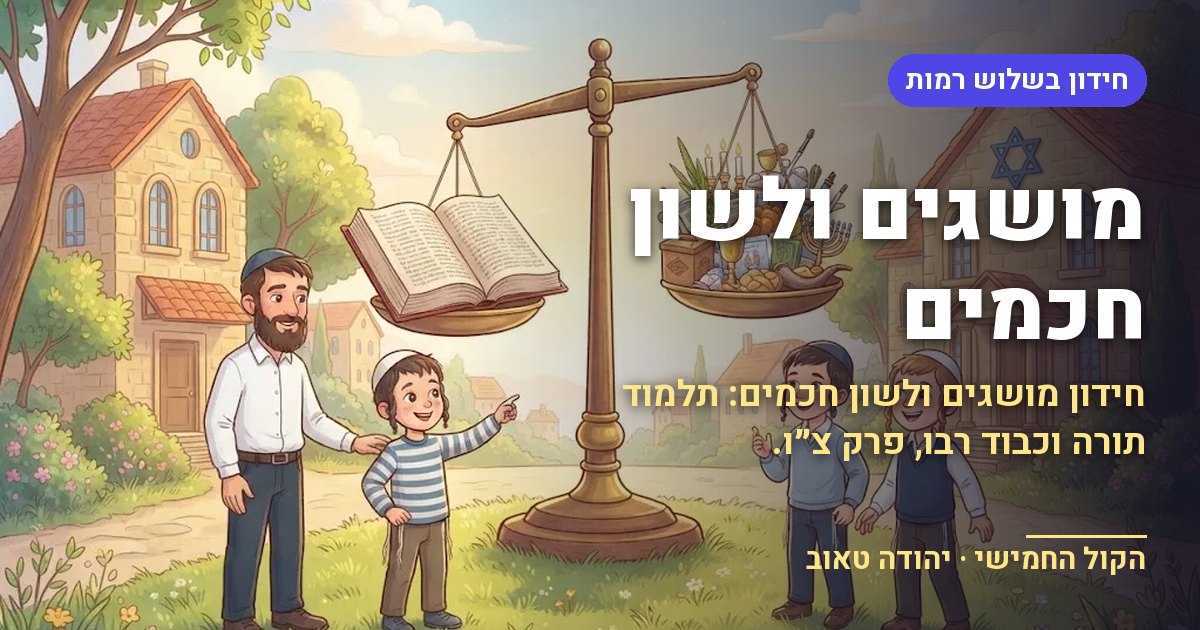 חידון בשלוש רמות
מושגים ולשון
חכמים
חידון מושגים ולשון חכמים: תלמוד
תורה וכבוד רבו, פרק צ״ו.
הקול החמישי · יהודה טאוב